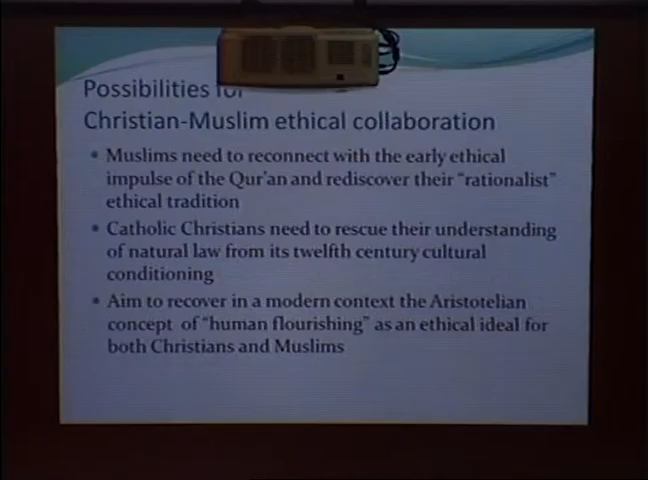 Possibilities for
Christian-Muslim ethical collaboration
• Muslims need to reconnect with the early ethical
impulse of the Qur'an and rediscover their "rationalist"
ethical tradition
• Catholic Christians need to rescue their understanding
of natural law from its twelfth century cultural
conditioning
• Aim to recover in a modern context the Aristotelian
concept of "human flourishing" as an ethical ideal for
both Christians and Muslims